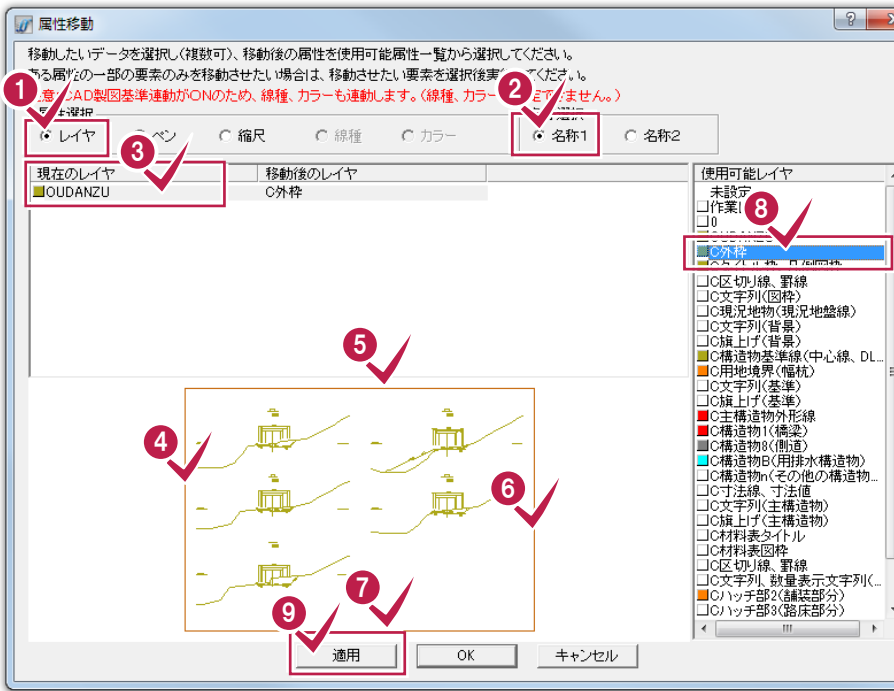 属性移動
移動したいデータを選択し(複数可)、移動後の属性を使用可能属性一覧から選択してください。
ある属性の一部の要素のみを移動させたい場合は、移動させたい要素を選択後実行してください。
注意:CAD製図基準連動がONのため、線種、カラーも連動します。(線種、カラー
ません。)
1
2
属性選択
レイヤ
ペン
縮尺
線種
カラー
名称1
名称2
3
現在のレイヤ
移動後のレイヤ
OUDANZU
C外枠
使用可能レイヤ
未設定
作業
0
8
OUDANZU
C外枠
C区切り線、罫線
C文字列(図枠)
C現況地物(現況地盤線)
C文字列(背景)
C旗上げ(背景)
C構造物基準線(中心線、DL...
C用地境界(幅杭)
C文字列(基準)
C旗上げ(基準)
C主構造物外形線
C構造物1(橋梁)
C構造物8(側道)
C構造物B(用排水構造物)
C構造物n(その他の構造物...
C寸法線、寸法値
C文字列(主構造物)
C旗上げ(主構造物)
C材料表タイトル
C材料表図枠
C区切り線、罫線
C文字列、数量表示文字列(...
Cハッチ部2(舗装部分)
Cハッチ部3(路床部分)
5
4
6
7
9
適用
OK
キャンセル